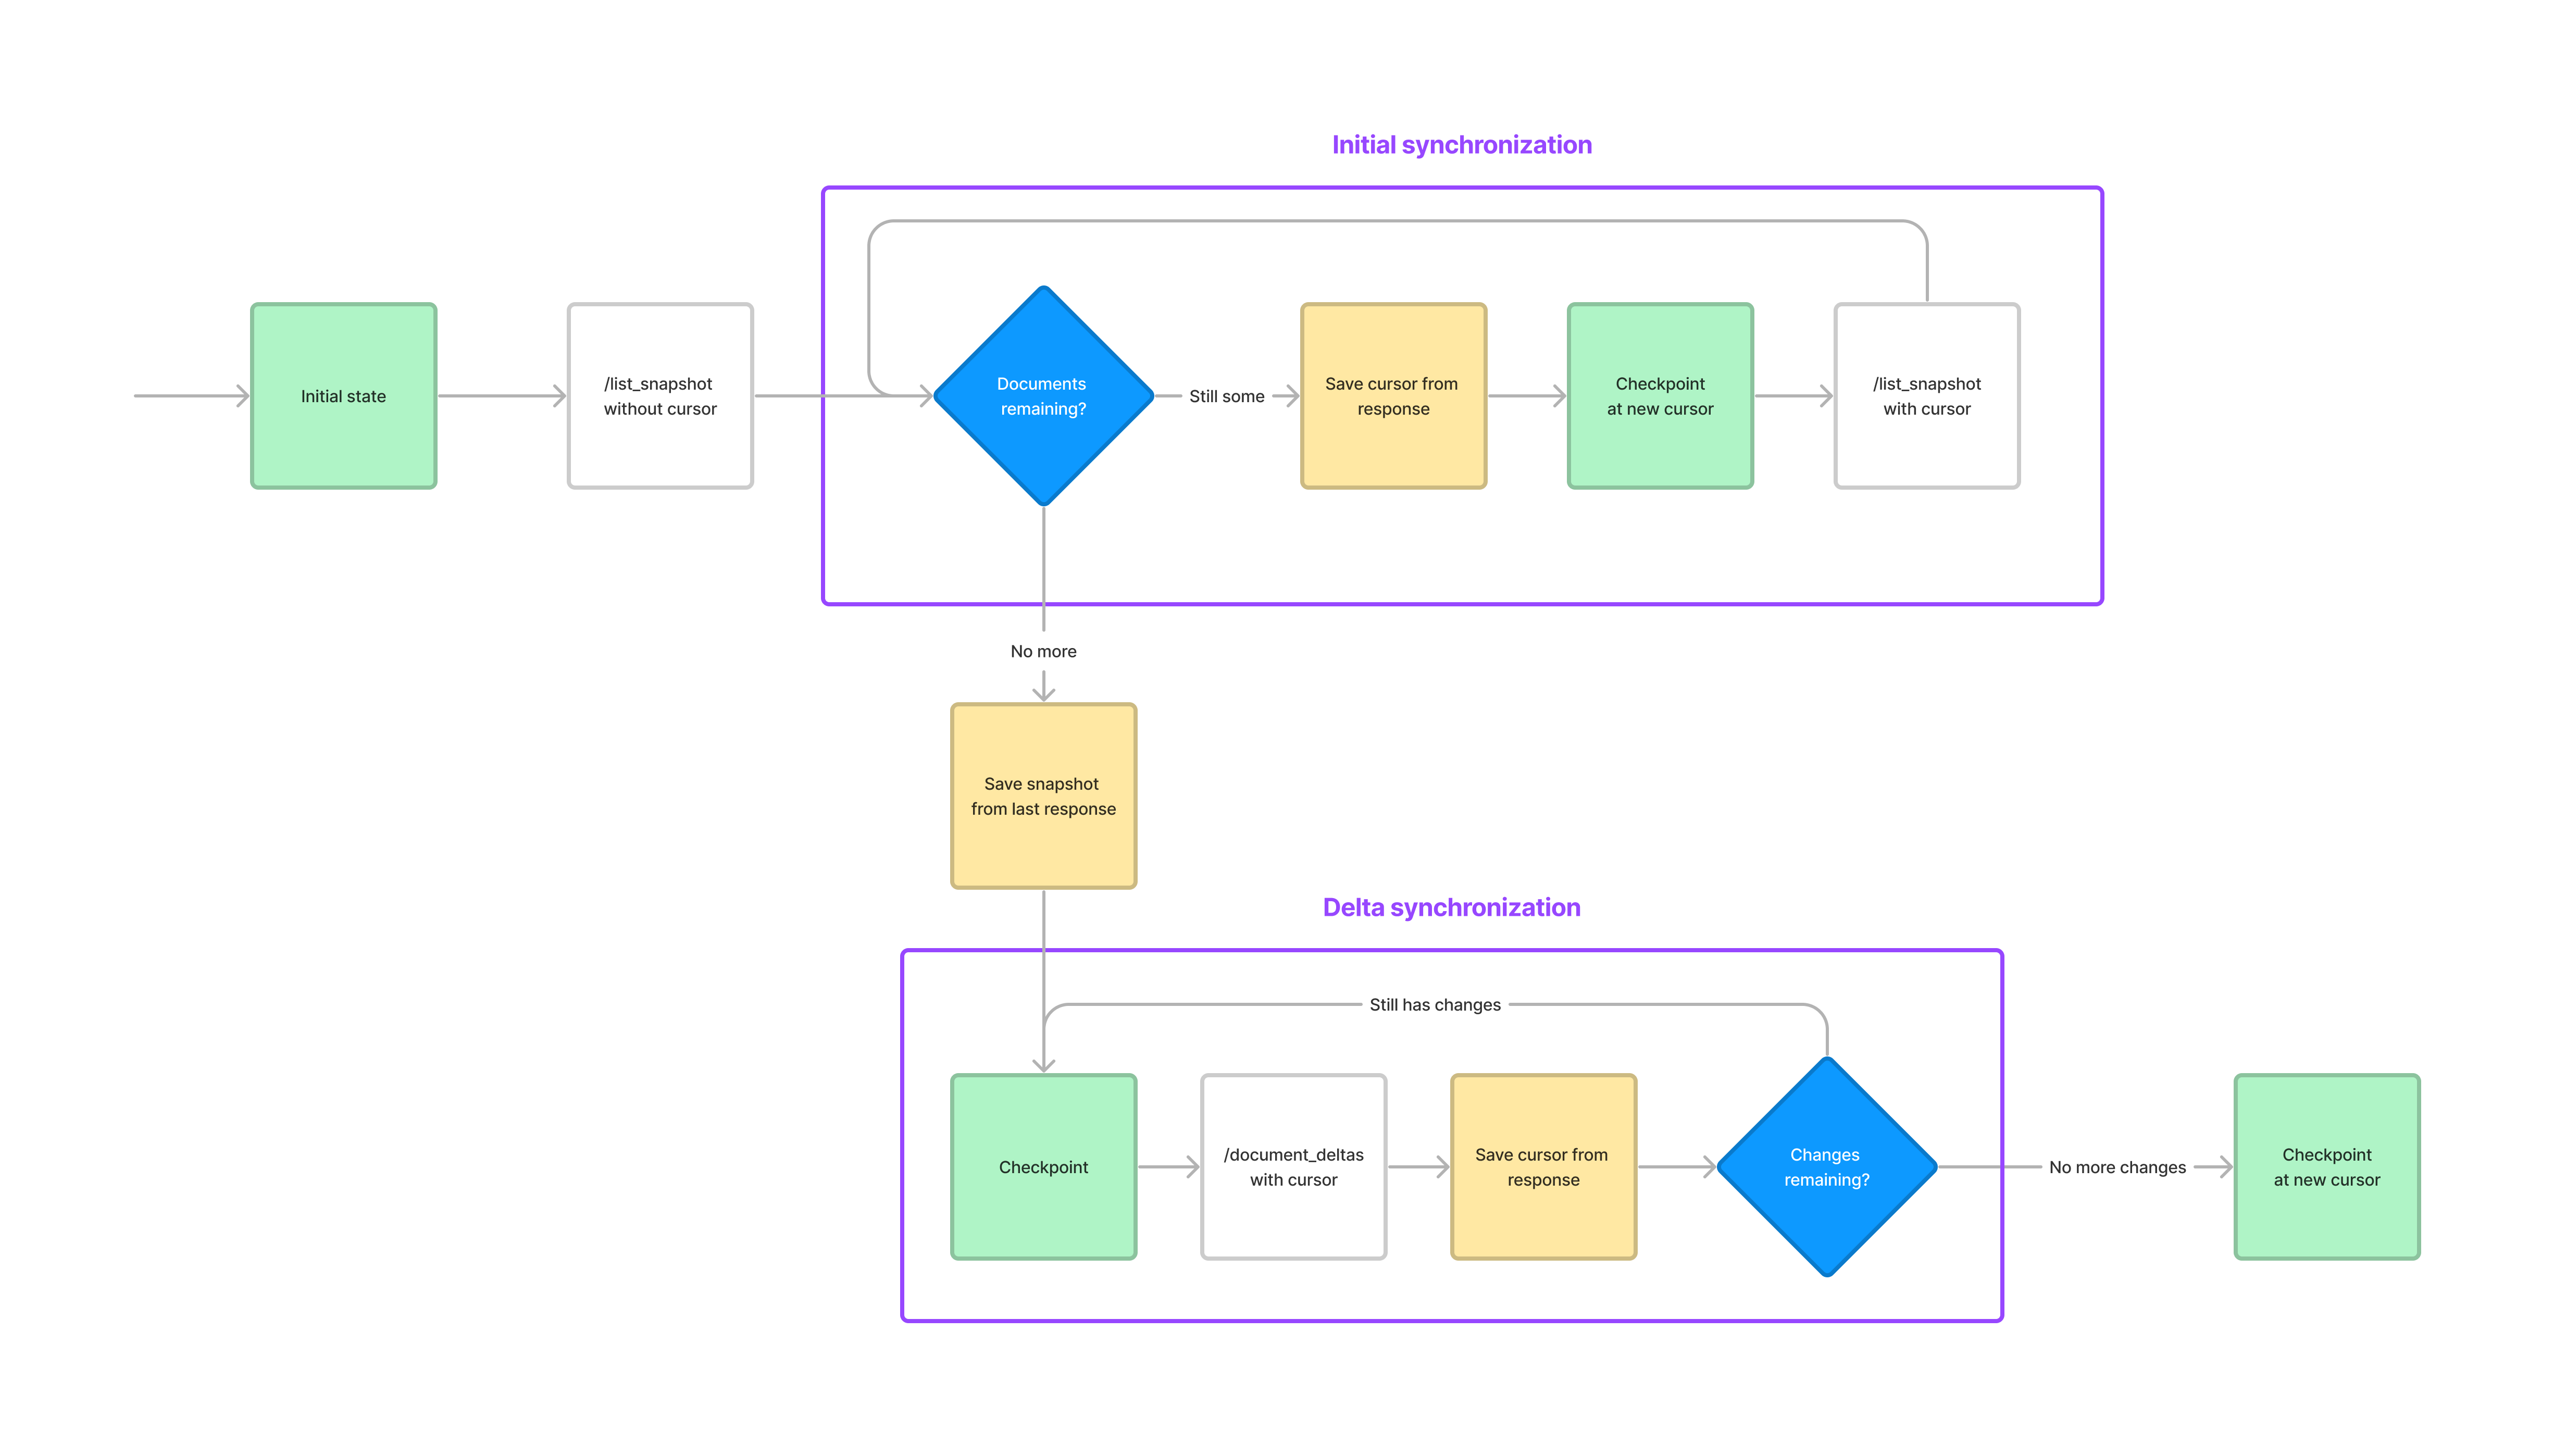 Initial synchronization
Initial state
/list_snapshot
without cursor
Documents
remaining?
Still some
Save cursor from
response
Checkpoint
at new cursor
/list_snapshot
with cursor
No more
Save snapshot
from last response
Delta synchronization
Still has changes
Checkpoint
/document_deltas
with cursor
Save cursor from
response
Changes
remaining?
No more changes
Checkpoint
at new cursor